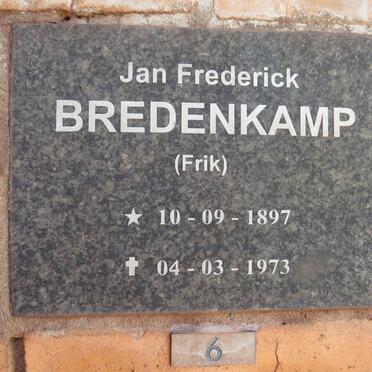 Jan Frederick
BREDENKAMP
(Frik)
★ 10 - 09 - 1897
✝ 04 - 03 - 1973
6